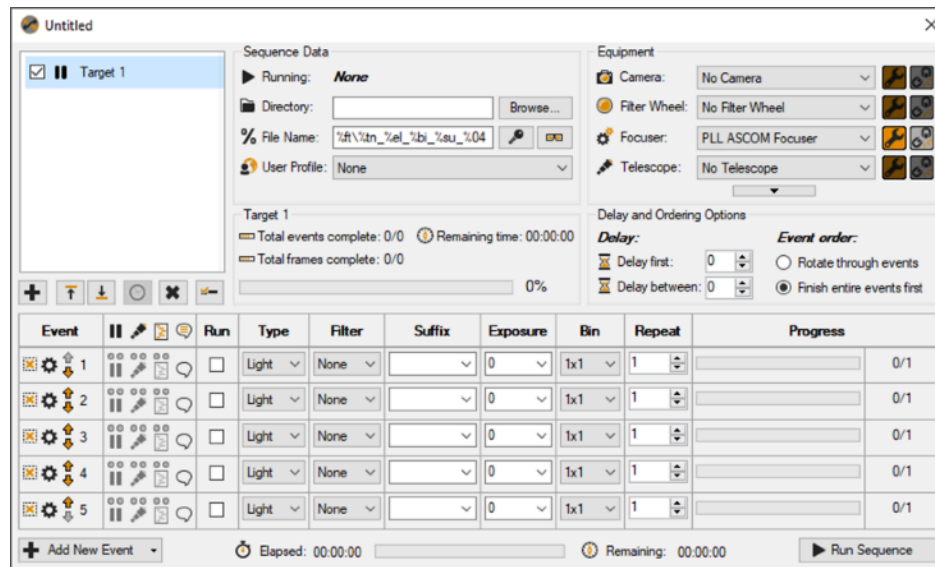 Untitled
Target 1
Sequence Data
Running: None
Directory: Browse...
File Name: %ft\%tn_%el_%bi_%su_%04
User Profile: None
Equipment
Camera: No Camera
Filter Wheel: No Filter Wheel
Focuser: PLL ASCOM Focuser
Telescope: No Telescope
Target 1
Total events complete: 0/0 Remaining time: 00:00:00
Total frames complete: 0/0
0%
Delay and Ordering Options
Delay: Event order:
Delay first: 0 Rotate through events
Delay between: 0 Finish entire events first
Event Run Type Filter Suffix Exposure Bin Repeat Progress
1 Light None 0 1x1 1 0/1
2 Light None 0 1x1 1 0/1
3 Light None 0 1x1 1 0/1
4 Light None 0 1x1 1 0/1
5 Light None 0 1x1 1 0/1
Add New Event Elapsed: 00:00:00 Remaining: 00:00:00 Run Sequence